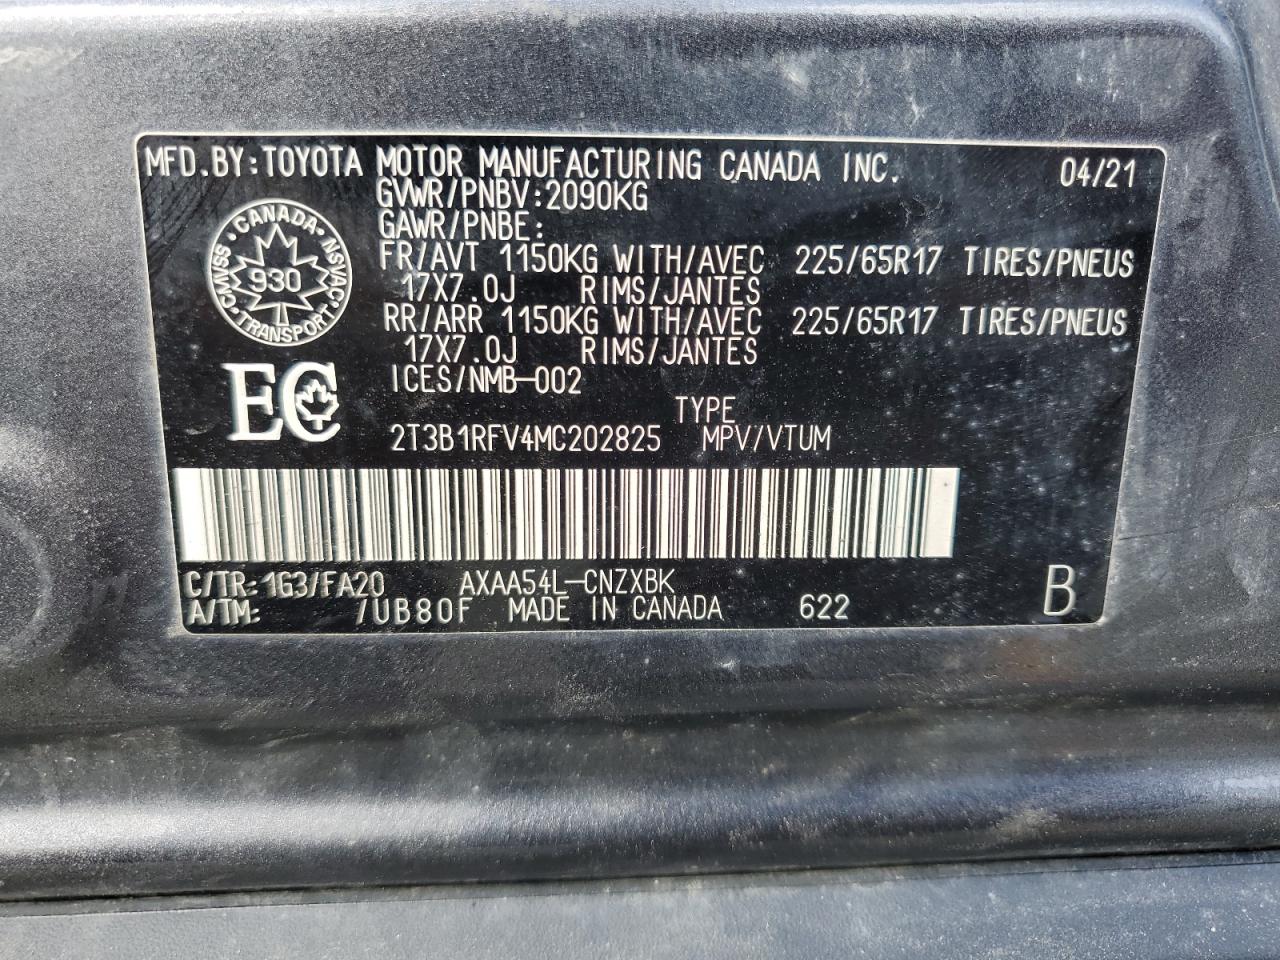 MFD.BY:TOYOTA MOTOR MANUFACTURING CANADA INC. 04/21
GVWR/PNBV:2090KG
GAWR/PNBE:
FR/AVT 1150KG WITH/AVEC 225/65R17 TIRES/PNEUS
17X7.0J RIMS/JANTES
RR/ARR 1150KG WITH/AVEC 225/65R17 TIRES/PNEUS
17X7.0J RIMS/JANTES
ICES/NMB-002
CANADA · NSVAC · TRANSPORT · CMVSS ·
930
EC
TYPE
2T3B1RFV4MC202825 MPV/VTUM
C/TR:1G3/FA20 AXAA54L-CNZXBK
A/TM: /UB80F MADE IN CANADA 622 B